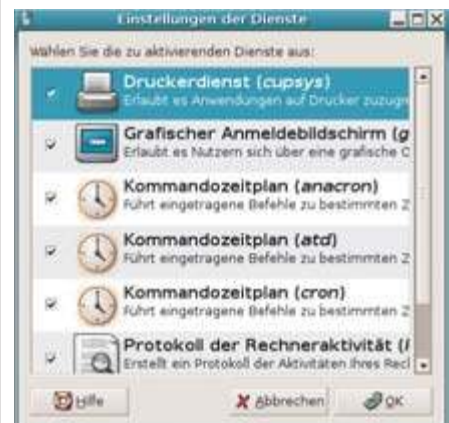 Einstellungen der Dienste
Wählen Sie die zu aktivierenden Dienste aus:
Druckerdienst (cupsys)
Erlaubt es Anwendungen auf Drucker zuzugr
Grafischer Anmeldebildschirm (g
Erlaubt es Nutzern sich über eine grafische O
Kommandozeitplan (anacron)
Führt eingetragene Befehle zu bestimmten Z
Kommandozeitplan (atd)
Führt eingetragene Befehle zu bestimmten Z
Kommandozeitplan (cron)
Führt eingetragene Befehle zu bestimmten Z
Protokoll der Rechneraktivität (
Erstellt ein Protokoll der Aktivitäten Ihres Recl
Hilfe
Abbrechen
OK